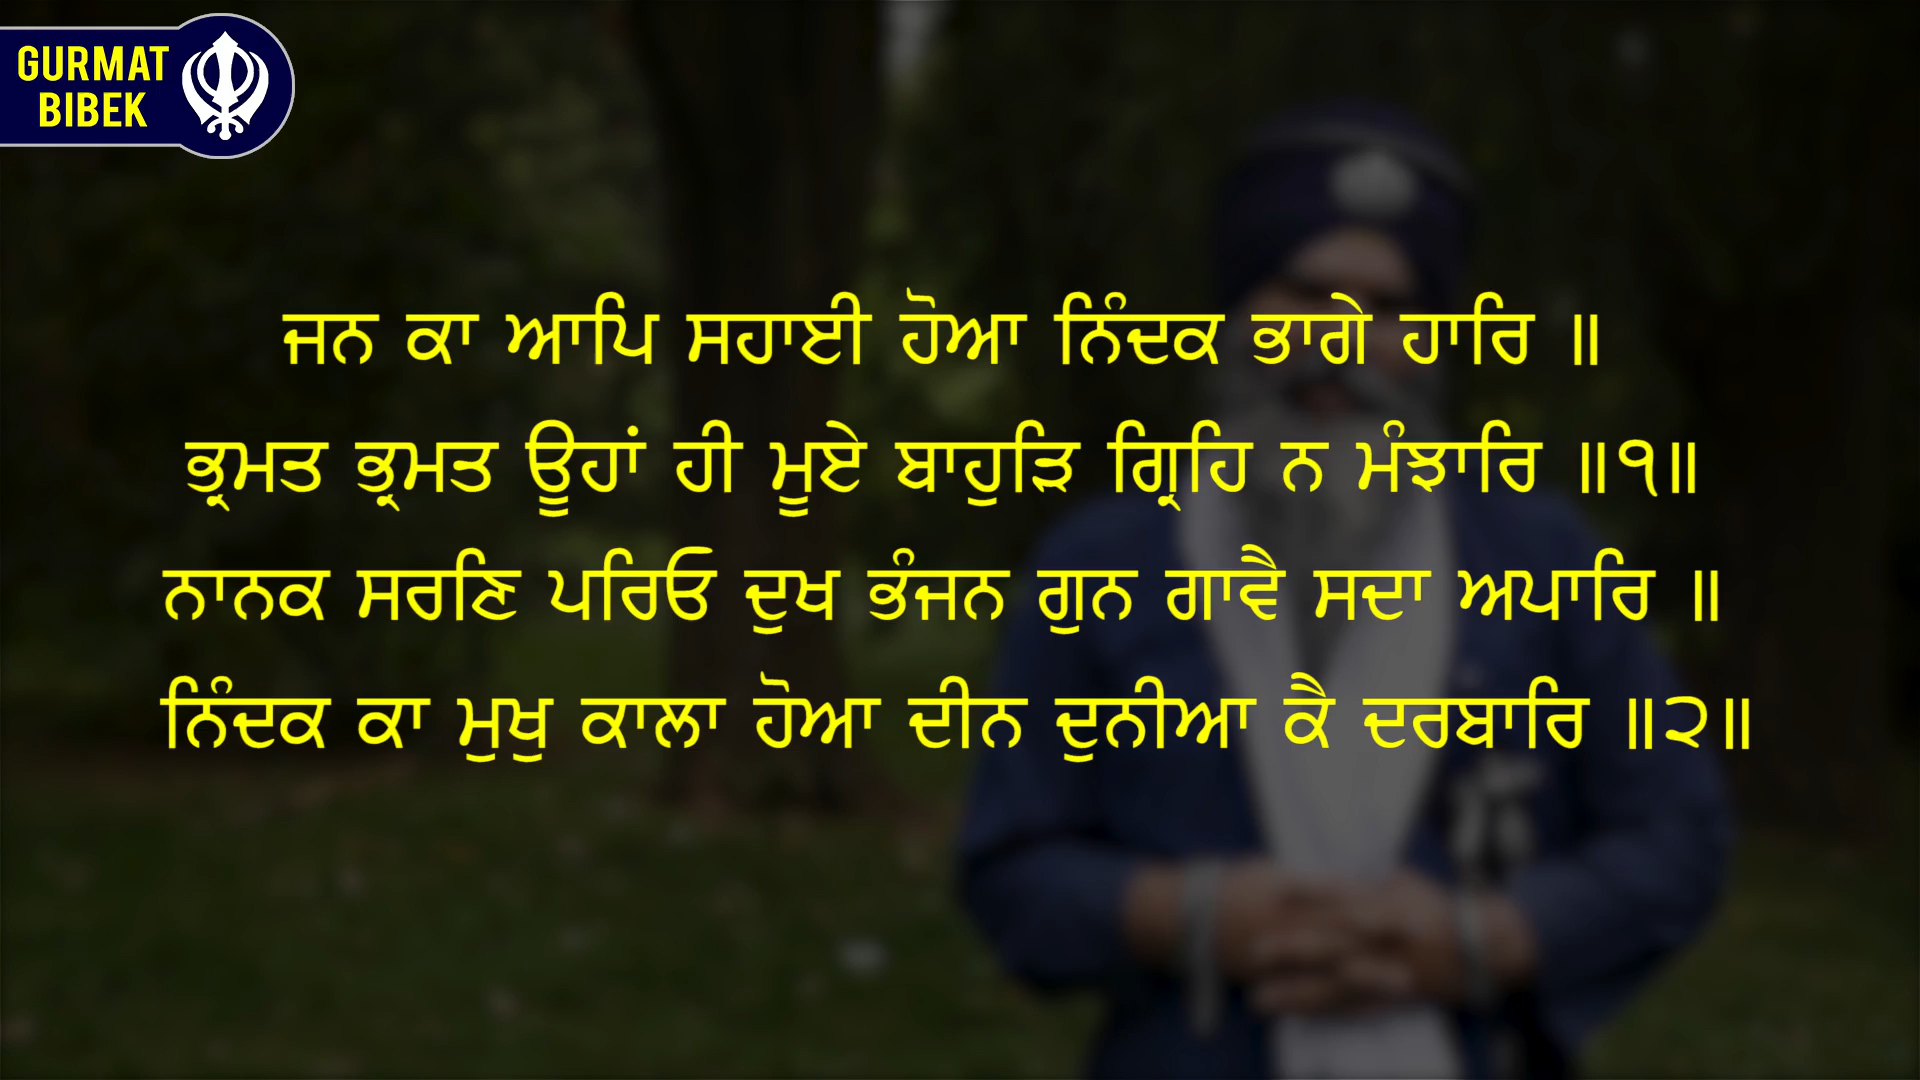 GURMAT
BIBEK
ਜਨ ਕਾ ਆਪਿ ਸਹਾਈ ਹੋਆ ਨਿੰਦਕ ਭਾਗੇ ਹਾਰਿ ॥
ਭ੍ਰਮਤ ਭ੍ਰਮਤ ਊਹਾਂ ਹੀ ਮੂਏ ਬਾਹੁੜਿ ਗ੍ਰਿਹਿ ਨ ਮੰਝਾਰਿ ॥੧॥
ਨਾਨਕ ਸਰਣਿ ਪਰਿਓ ਦੁਖ ਭੰਜਨ ਗੁਨ ਗਾਵੈ ਸਦਾ ਅਪਾਰਿ ॥
ਨਿੰਦਕ ਕਾ ਮੁਖੁ ਕਾਲਾ ਹੋਆ ਦੀਨ ਦੁਨੀਆ ਕੈ ਦਰਬਾਰਿ ॥੨॥